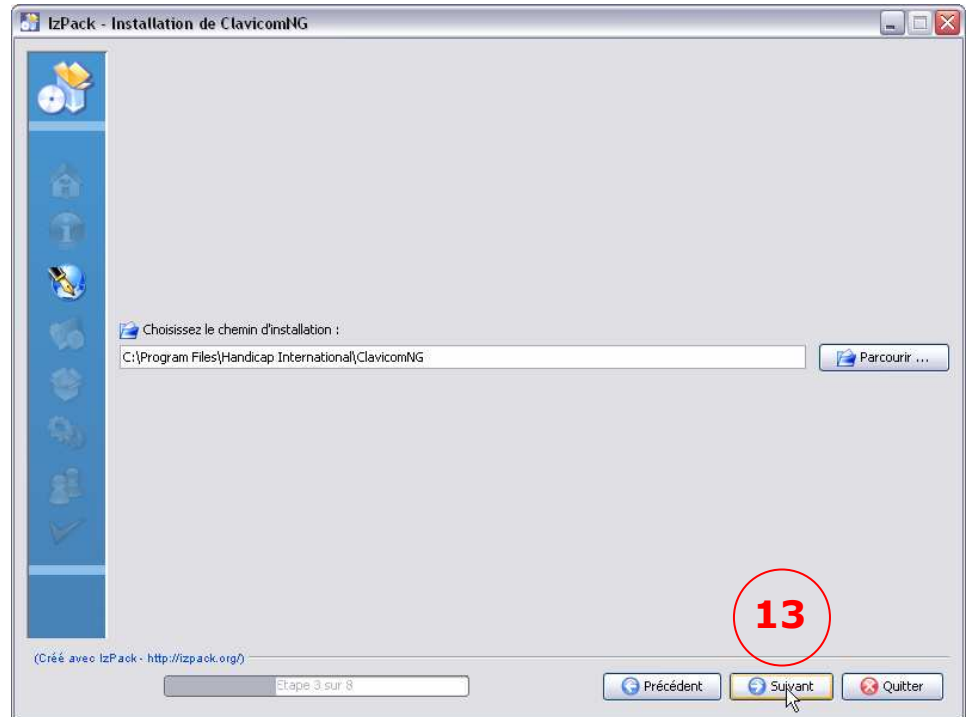 IzPack - Installation de ClavicomNG
Choisissez le chemin d'installation :
C:\Program Files\Handicap International\ClavicomNG
Parcourir ...
13
(Créé avec IzPack - http://izpack.org/)
Etape 3 sur 8
Précédent
Suivant
Quitter